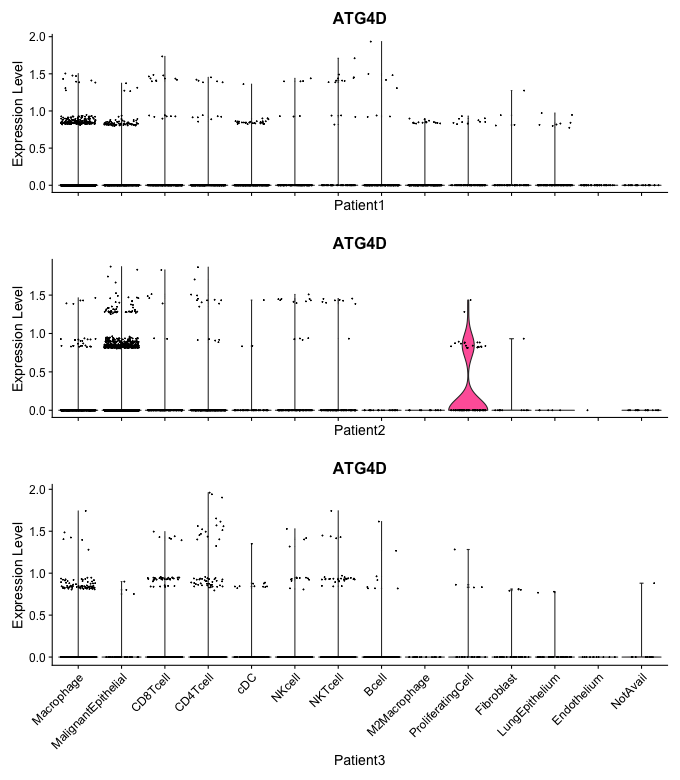 ATG4D
Expression Level
2.0
1.5
1.0
0.5
0.0
Patient1
ATG4D
Expression Level
1.5
1.0
0.5
0.0
Patient2
ATG4D
Expression Level
2.0
1.5
1.0
0.5
0.0
Macrophage
MalignantEpithelial
CD8Tcell
CD4Tcell
cDC
NKcell
NKTcell
Bcell
M2Macrophage
ProliferatingCell
Fibroblast
LungEpithelium
Endothelium
NotAvail
Patient3